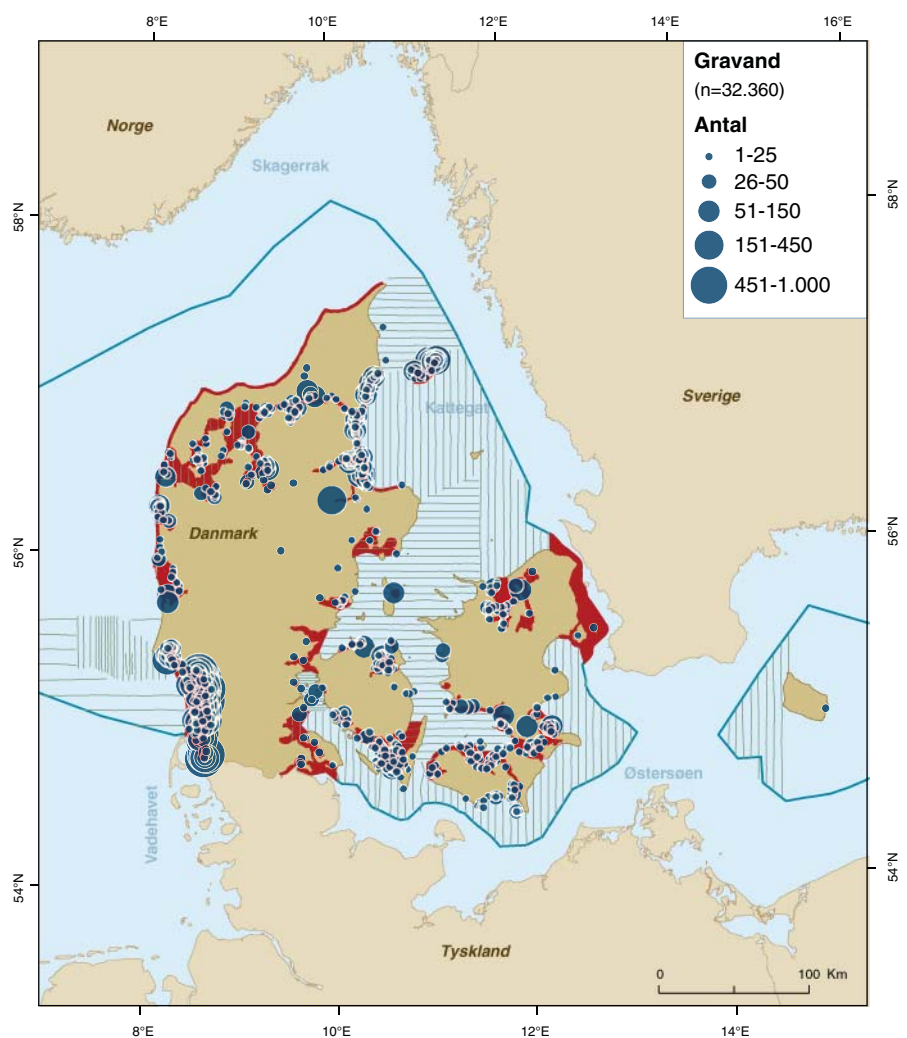 8°E
10°E
12°E
14°E
16°E
Gravand
(n=32.360)
Antal
1-25
26-50
51-150
151-450
451-1.000
Norge
Skagerrak
58°N
58°N
Sverige
Kattegat
Danmark
56°N
56°N
Østersøen
Vadehavet
54°N
54°N
Tyskland
0
100 Km
8°E
10°E
12°E
14°E